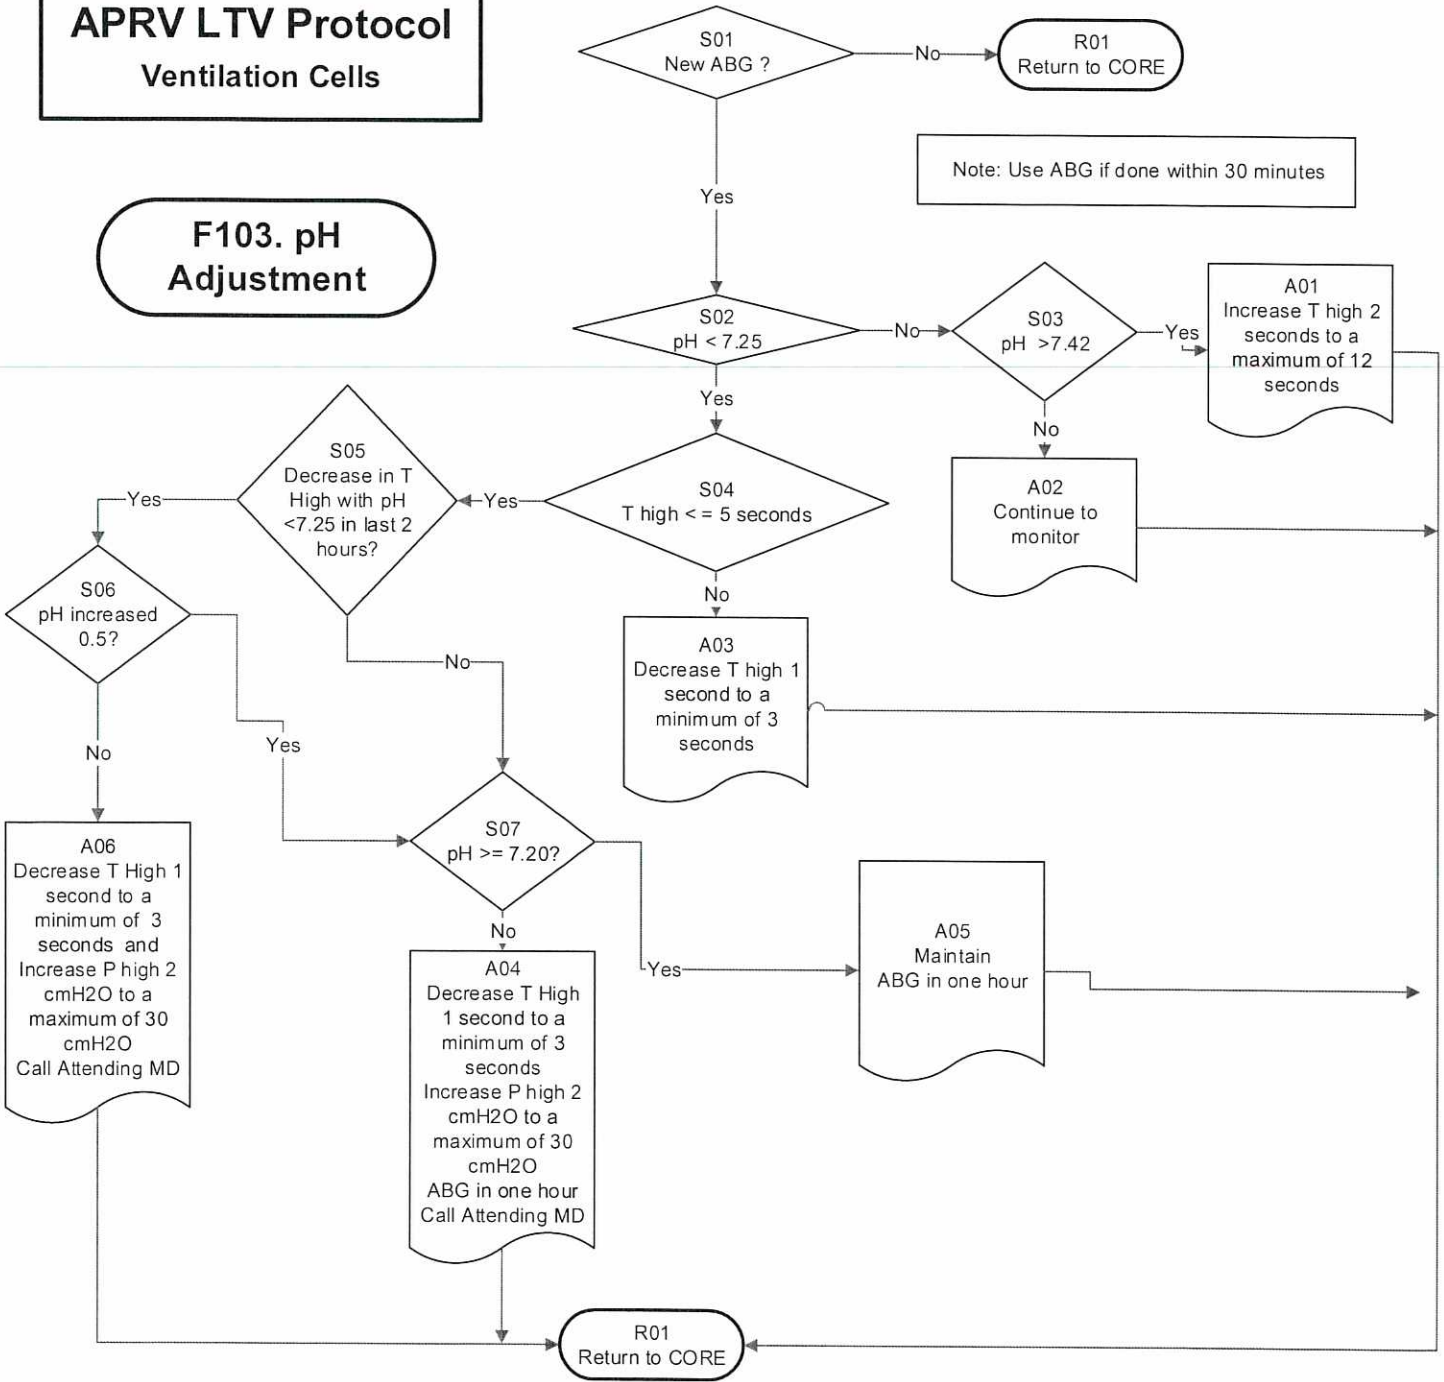 APRV LTV Protocol
Ventilation Cells
S01
New ABG ?
No
R01
Return to CORE
Note: Use ABG if done within 30 minutes
Yes
F103. pH
Adjustment
S02
pH < 7.25
No
S03
pH >7.42
Yes
A01
Increase T high 2
seconds to a
maximum of 12
seconds
Yes
No
S05
Decrease in T
High with pH
<7.25 in last 2
hours?
Yes
S04
T high < = 5 seconds
A02
Continue to
monitor
Yes
No
S06
pH increased
0.5?
A03
Decrease T high 1
second to a
minimum of 3
seconds
No
Yes
No
S07
pH >= 7.20?
A06
Decrease T High 1
second to a
minimum of 3
seconds and
Increase P high 2
cmH2O to a
maximum of 30
cmH2O
Call Attending MD
No
Yes
A05
Maintain
ABG in one hour
A04
Decrease T High
1 second to a
minimum of 3
seconds
Increase P high 2
cmH2O to a
maximum of 30
cmH2O
ABG in one hour
Call Attending MD
R01
Return to CORE